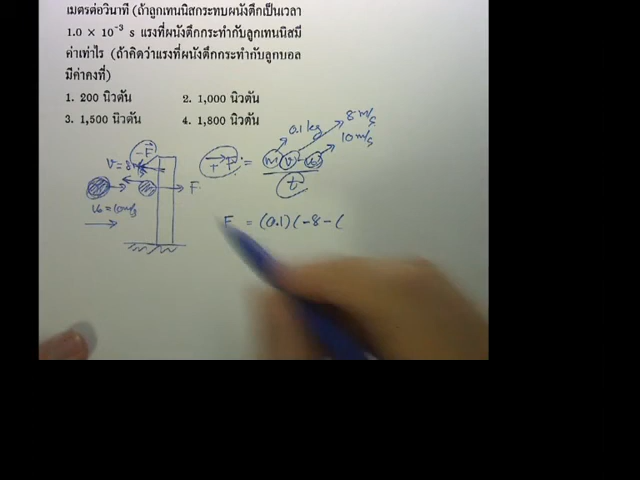 เมตรต่อวินาที (ถ้าลูกเทนนิสกระทบผนังตึกเป็นเวลา
1.0 × 10⁻³ s แรงที่ผนังตึกกระทำกับลูกเทนนิสมี
ค่าเท่าไร (ถ้าคิดว่าแรงที่ผนังตึกกระทำกับลูกบอล
มีค่าคงที่)
1. 200 นิวตัน 2. 1,000 นิวตัน
3. 1,500 นิวตัน 4. 1,800 นิวตัน
0.1 kg 8 m/s
10 m/s
-F
V = 8 m
F
u = 10 m/s
F = m v - u
t
F = (0.1)(-8-(